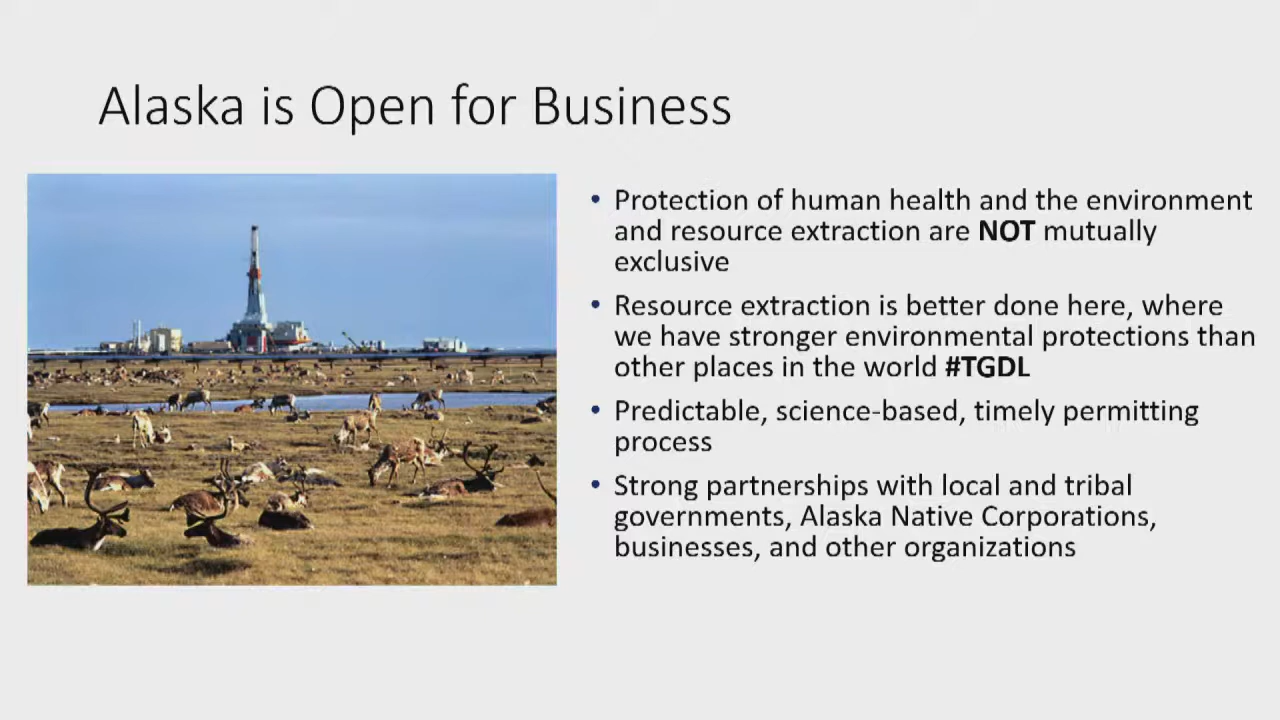 Alaska is Open for Business
• Protection of human health and the environment
and resource extraction are NOT mutually
exclusive
• Resource extraction is better done here, where
we have stronger environmental protections than
other places in the world #TGDL
• Predictable, science-based, timely permitting
process
• Strong partnerships with local and tribal
governments, Alaska Native Corporations,
businesses, and other organizations